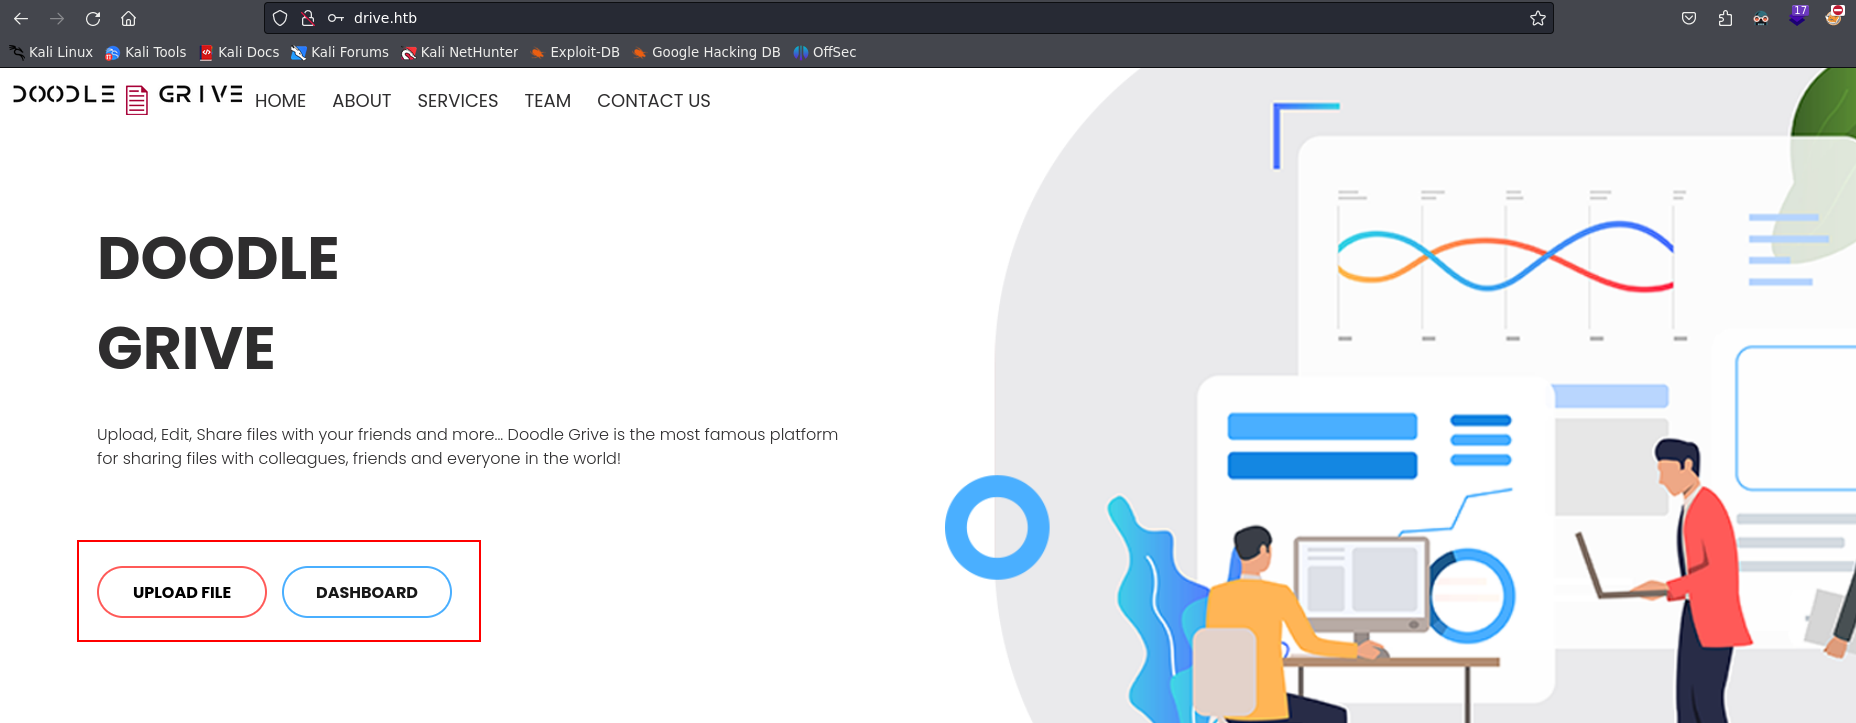 drive.htb
17
Kali Linux Kali Tools Kali Docs Kali Forums Kali NetHunter Exploit-DB Google Hacking DB OffSec
DOODLE GRIVE HOME ABOUT SERVICES TEAM CONTACT US
DOODLE
GRIVE
Upload, Edit, Share files with your friends and more... Doodle Grive is the most famous platform
for sharing files with colleagues, friends and everyone in the world!
UPLOAD FILE DASHBOARD